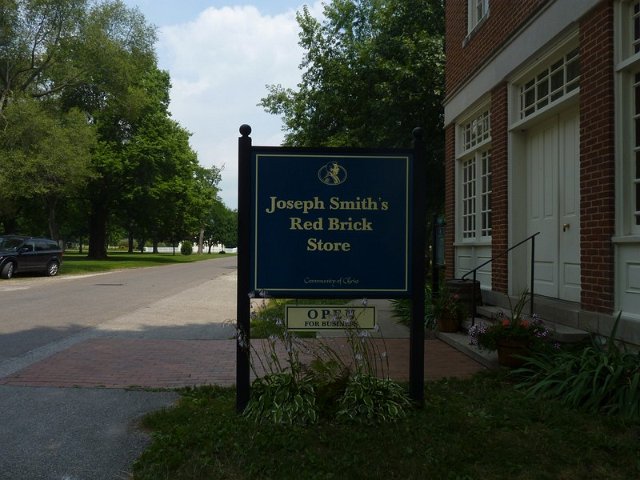 Joseph Smith's
Red Brick
Store
Community of Christ
OPEN
FOR BUSINESS